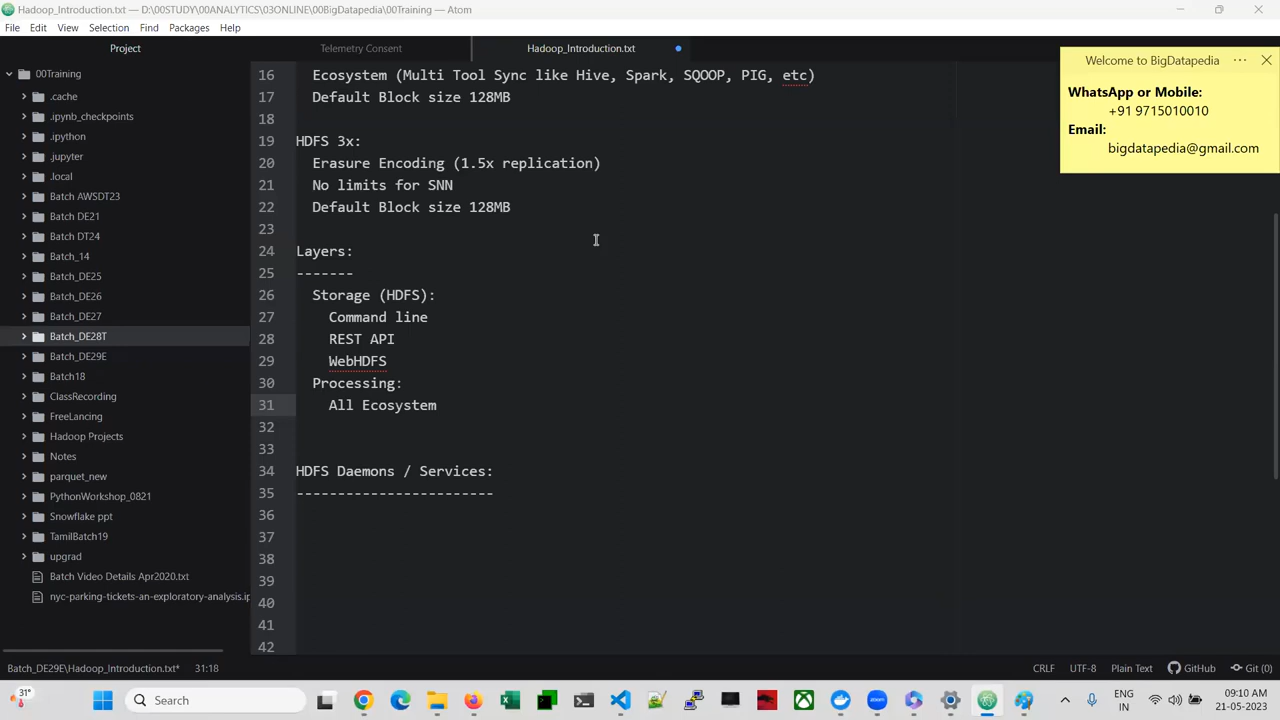 Hadoop_Introduction.txt — D:\00STUDY\00ANALYTICS\03ONLINE\00BigDatapedia\00Training — Atom
File Edit View Selection Find Packages Help
Project
Telemetry Consent
Hadoop_Introduction.txt
00Training
.cache
.ipynb_checkpoints
.ipython
.jupyter
.local
Batch AWSDT23
Batch DE21
Batch DT24
Batch_14
Batch_DE25
Batch_DE26
Batch_DE27
Batch_DE28T
Batch_DE29E
Batch18
ClassRecording
FreeLancing
Hadoop Projects
Notes
parquet_new
PythonWorkshop_0821
Snowflake ppt
TamilBatch19
upgrad
Batch Video Details Apr2020.txt
nyc-parking-tickets-an-exploratory-analysis.ip
16 Ecosystem (Multi Tool Sync like Hive, Spark, SQOOP, PIG, etc)
17 Default Block size 128MB
18
19 HDFS 3x:
20 Erasure Encoding (1.5x replication)
21 No limits for SNN
22 Default Block size 128MB
23
24 Layers:
25 -------
26 Storage (HDFS):
27 Command line
28 REST API
29 WebHDFS
30 Processing:
31 All Ecosystem
32
33
34 HDFS Daemons / Services:
35 ------------------------
36
37
38
39
40
41
42
Welcome to BigDatapedia
WhatsApp or Mobile:
+91 9715010010
Email:
bigdatapedia@gmail.com
Batch_DE29E\Hadoop_Introduction.txt* 31:18
CRLF UTF-8 Plain Text GitHub Git (0)
31°
Search
ENG
IN
09:10 AM
21-05-2023